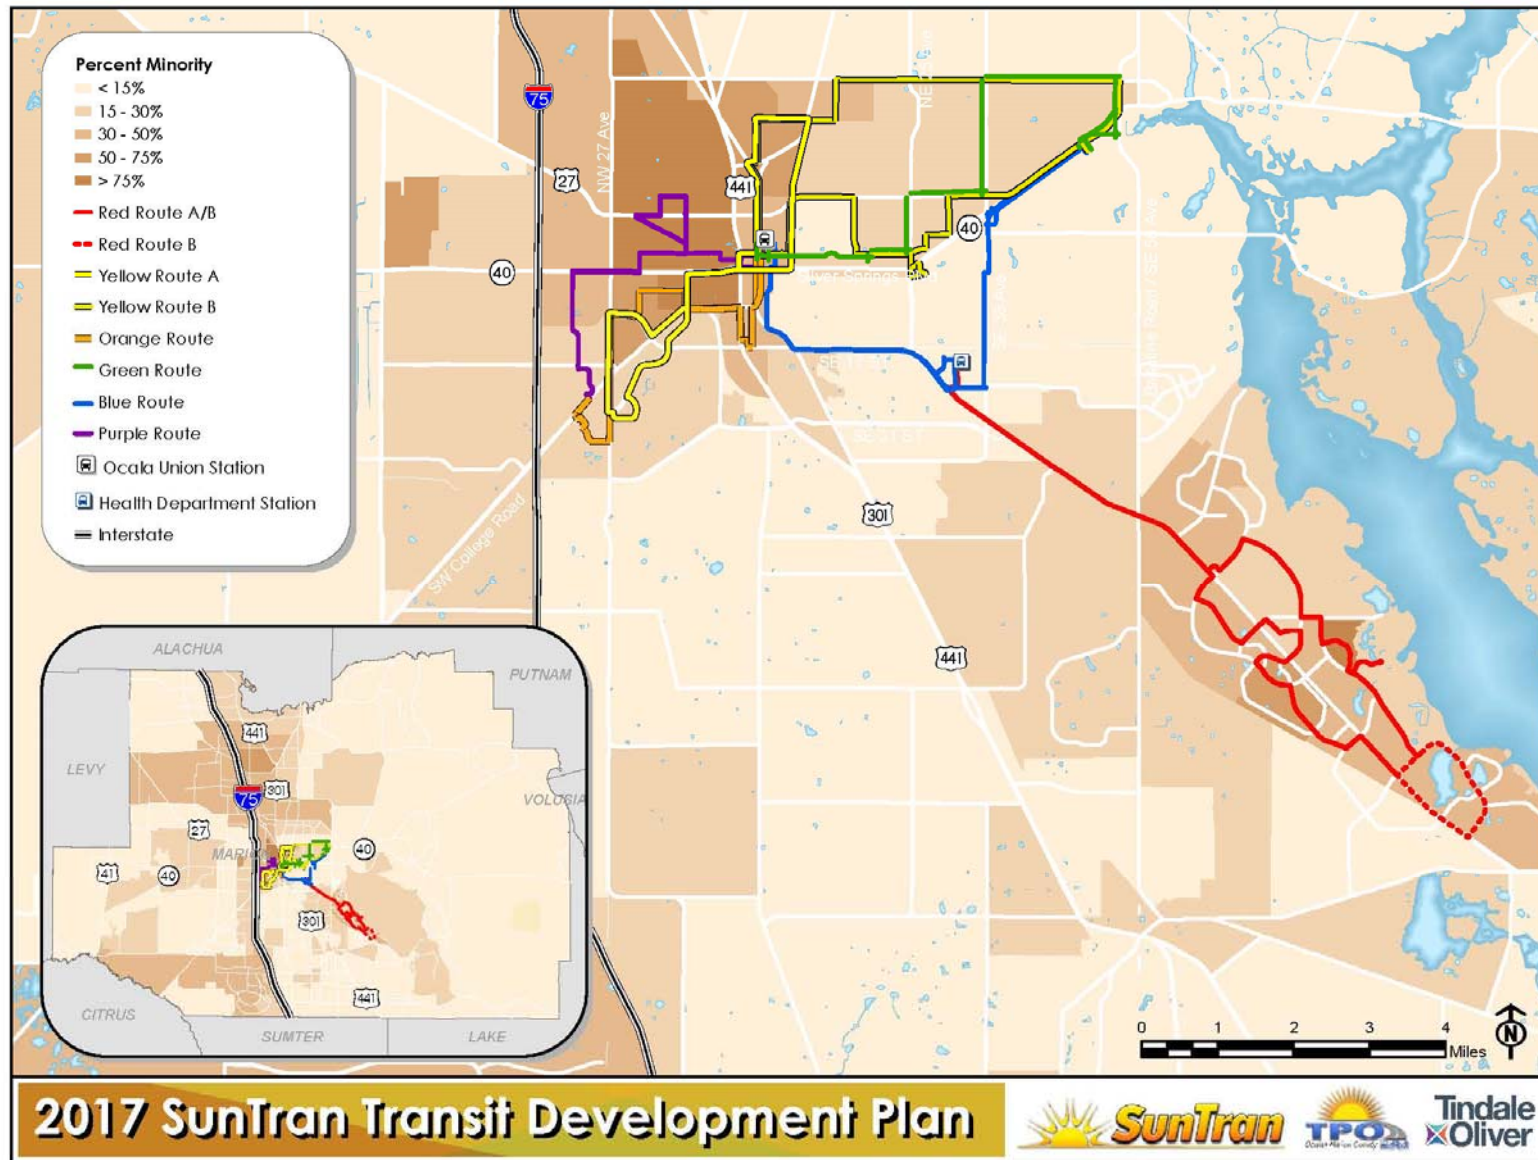 Percent Minority
< 15%
15 - 30%
30 - 50%
50 - 75%
> 75%
Red Route A/B
Red Route B
Yellow Route A
Yellow Route B
Orange Route
Green Route
Blue Route
Purple Route
Ocala Union Station
Health Department Station
Interstate
75
27
NW 27 Ave
441
40
40
SW College Road
301
441
ALACHUA
PUTNAM
LEVY
441
75
301
27
VOLUSIA
41
40
40
301
441
CITRUS
SUMTER
LAKE
0 1 2 3 4
Miles
N
2017 SunTran Transit Development Plan
SunTran
TPO
Tindale
Oliver